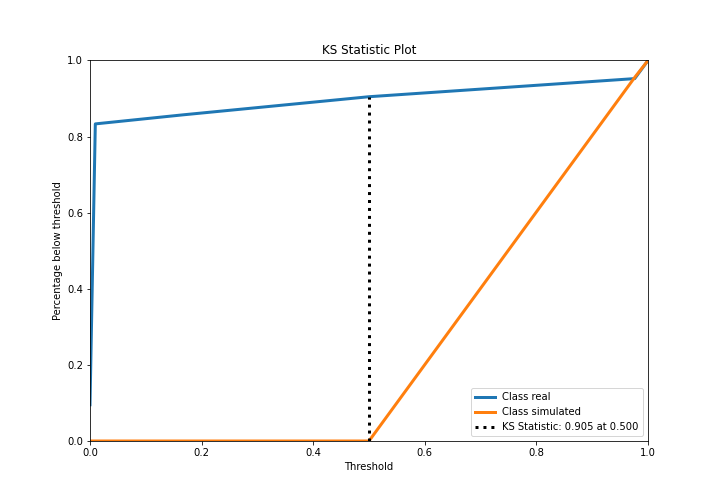 KS Statistic Plot
1.0
0.8
0.6
0.4
0.2
0.0
Percentage below threshold
Class real
Class simulated
KS Statistic: 0.905 at 0.500
0.0 0.2 0.4 0.6 0.8 1.0
Threshold